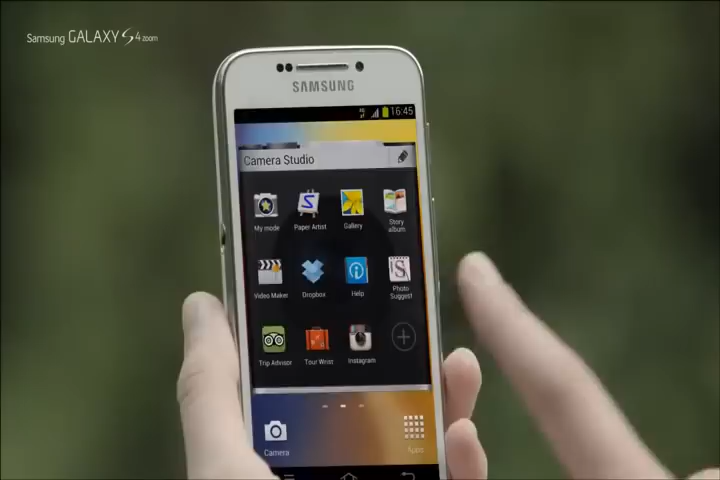 Samsung GALAXY S4 zoom
SAMSUNG
16:45
Camera Studio
My mode
Paper Artist
Gallery
Story album
Video Maker
Dropbox
Help
Photo Suggest
Trip Advisor
Tour Wrist
Instagram
Camera
Apps